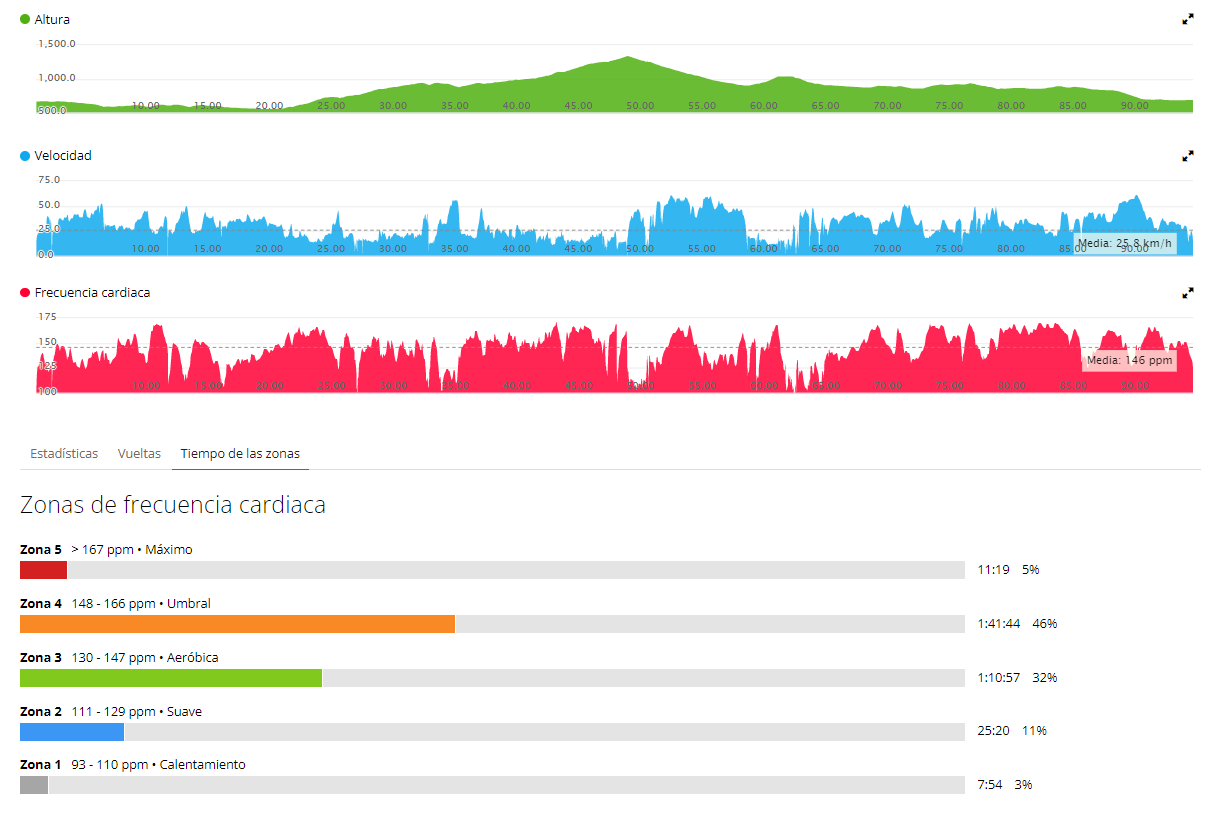 Altura
1,500.0
1,000.0
500.0
10.00 15.00 20.00 25.00 30.00 35.00 40.00 45.00 50.00 55.00 60.00 65.00 70.00 75.00 80.00 85.00 90.00
Velocidad
75.0
50.0
25.0
Media: 25.8 km/h
0.0
10.00 15.00 20.00 25.00 30.00 35.00 40.00 45.00 50.00 55.00 60.00 65.00 70.00 75.00 80.00 85.00 90.00
Frecuencia cardiaca
175
150
Media: 146 ppm
125
100
10.00 15.00 20.00 25.00 30.00 35.00 40.00 45.00 50.00 55.00 60.00 65.00 70.00 75.00 80.00 85.00 90.00
Estadísticas Vueltas Tiempo de las zonas
Zonas de frecuencia cardiaca
Zona 5 > 167 ppm • Máximo
11:19 5%
Zona 4 148 - 166 ppm • Umbral
1:41:44 46%
Zona 3 130 - 147 ppm • Aeróbica
1:10:57 32%
Zona 2 111 - 129 ppm • Suave
25:20 11%
Zona 1 93 - 110 ppm • Calentamiento
7:54 3%